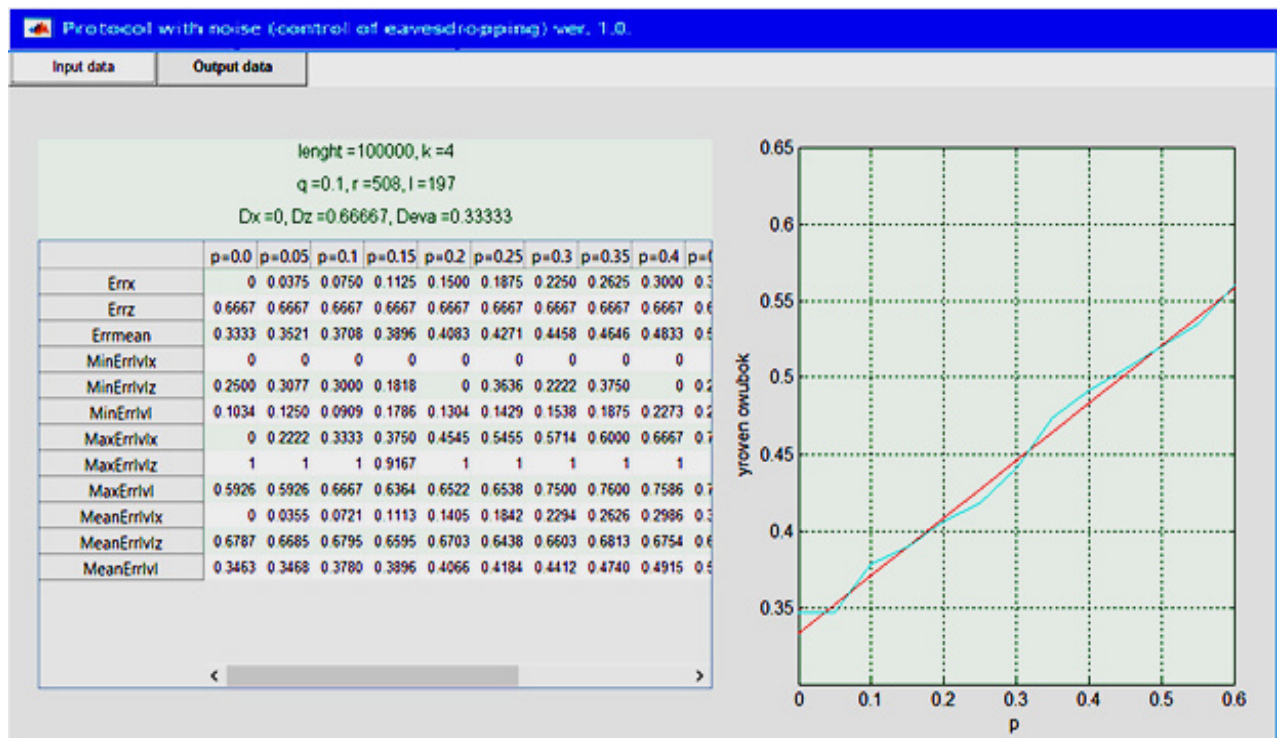 Protocol with noise (control of eavesdropping) ver. 1.0.
Input data Output data
lenght =100000, k =4
q =0.1, r =508, l =197
Dx =0, Dz =0.66667, Deva =0.33333
p=0.0 p=0.05 p=0.1 p=0.15 p=0.2 p=0.25 p=0.3 p=0.35 p=0.4
Errx 0 0.0375 0.0750 0.1125 0.1500 0.1875 0.2250 0.2625 0.3000
Errz 0.6667 0.6667 0.6667 0.6667 0.6667 0.6667 0.6667 0.6667 0.6667
Errmean 0.3333 0.3521 0.3708 0.3896 0.4083 0.4271 0.4458 0.4646 0.4833
MinErrlvlx 0 0 0 0 0 0 0 0 0
MinErrlvlz 0.2500 0.3077 0.3000 0.1818 0 0.3636 0.2222 0.3750 0
MinErrlvl 0.1034 0.1250 0.0909 0.1786 0.1304 0.1429 0.1538 0.1875 0.2273
MaxErrlvlx 0 0.2222 0.3333 0.3750 0.4545 0.5455 0.5714 0.6000 0.6667
MaxErrlvlz 1 1 1 0.9167 1 1 1 1 1
MaxErrlvl 0.5926 0.5926 0.6667 0.6364 0.6522 0.6538 0.7500 0.7600 0.7586
MeanErrlvlx 0 0.0355 0.0721 0.1113 0.1405 0.1842 0.2294 0.2626 0.2986
MeanErrlvlz 0.6787 0.6685 0.6795 0.6595 0.6703 0.6438 0.6603 0.6813 0.6754
MeanErrlvl 0.3463 0.3468 0.3780 0.3896 0.4066 0.4184 0.4412 0.4740 0.4915
yroven owubok
0.65
0.6
0.55
0.5
0.45
0.4
0.35
0 0.1 0.2 0.3 0.4 0.5 0.6
p